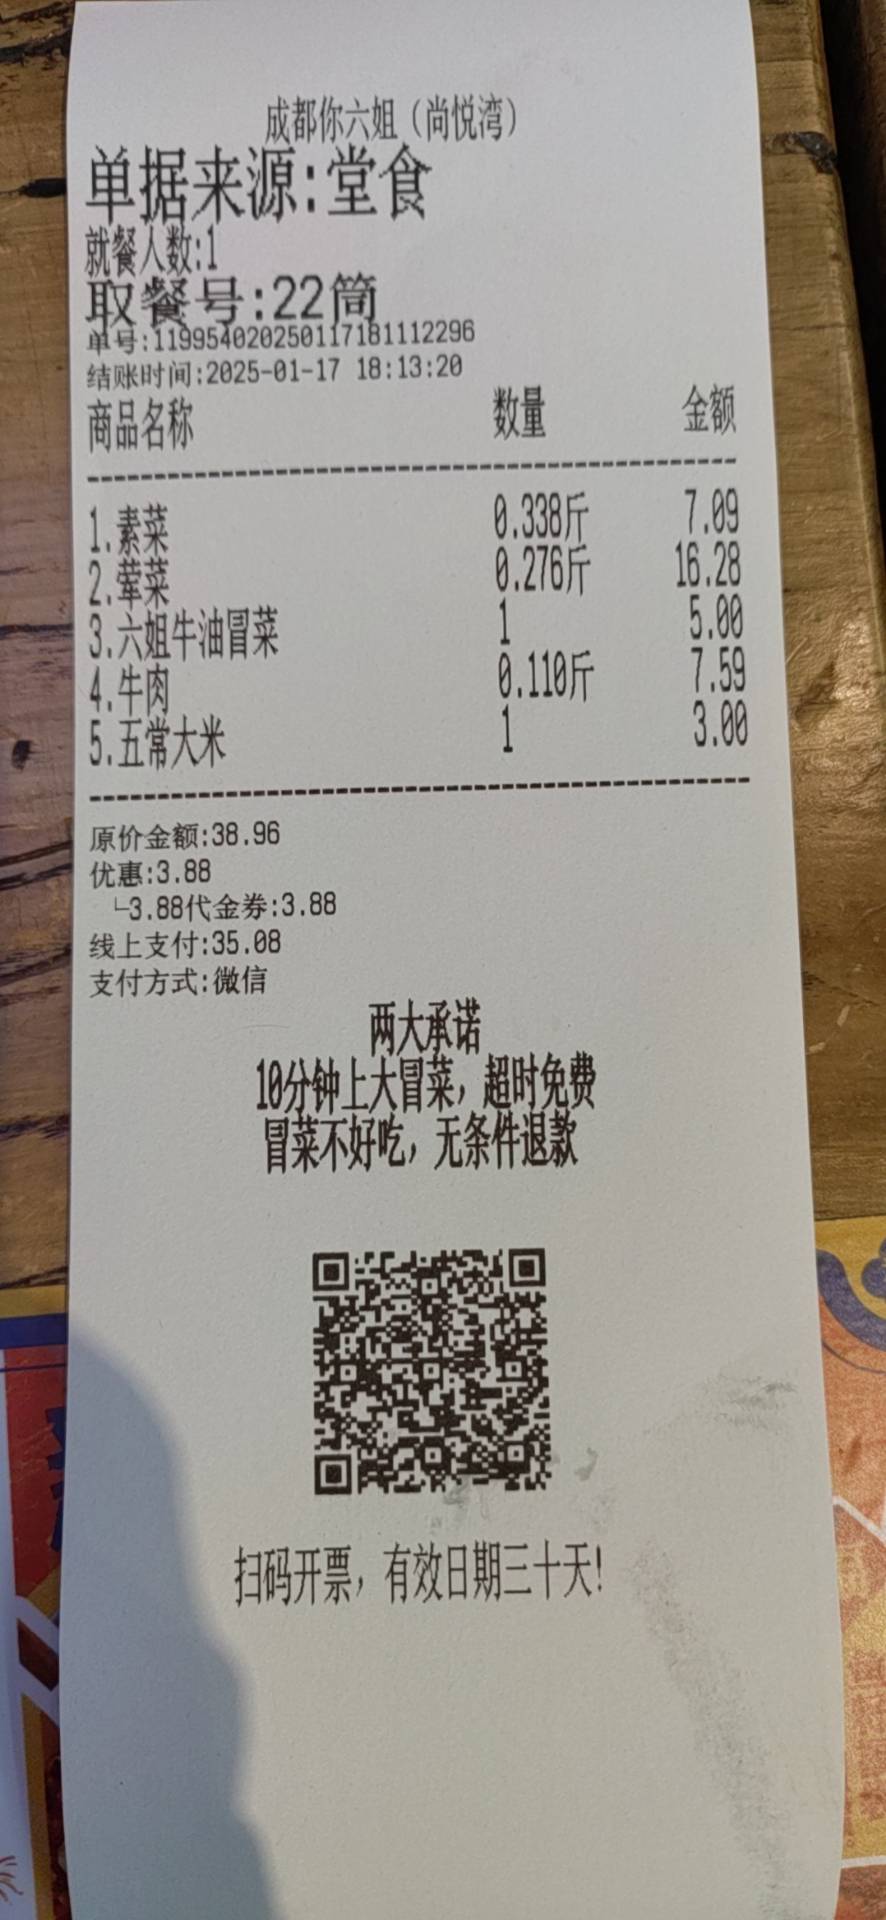 成都你六姐（尚悦湾）
单据来源:堂食
就餐人数:1
取餐号:22筒
单号:119954020250117181112296
结账时间:2025-01-17 18:13:20
商品名称 数量 金额
1.素菜 0.338斤 7.09
2.荤菜 0.276斤 16.28
3.六姐牛油冒菜 1 5.00
4.牛肉 0.110斤 7.59
5.五常大米 1 3.00
原价金额:38.96
优惠:3.88
└3.88代金券:3.88
线上支付:35.08
支付方式:微信
两大承诺
10分钟上大冒菜，超时免费
冒菜不好吃，无条件退款
扫码开票，有效日期三十天!